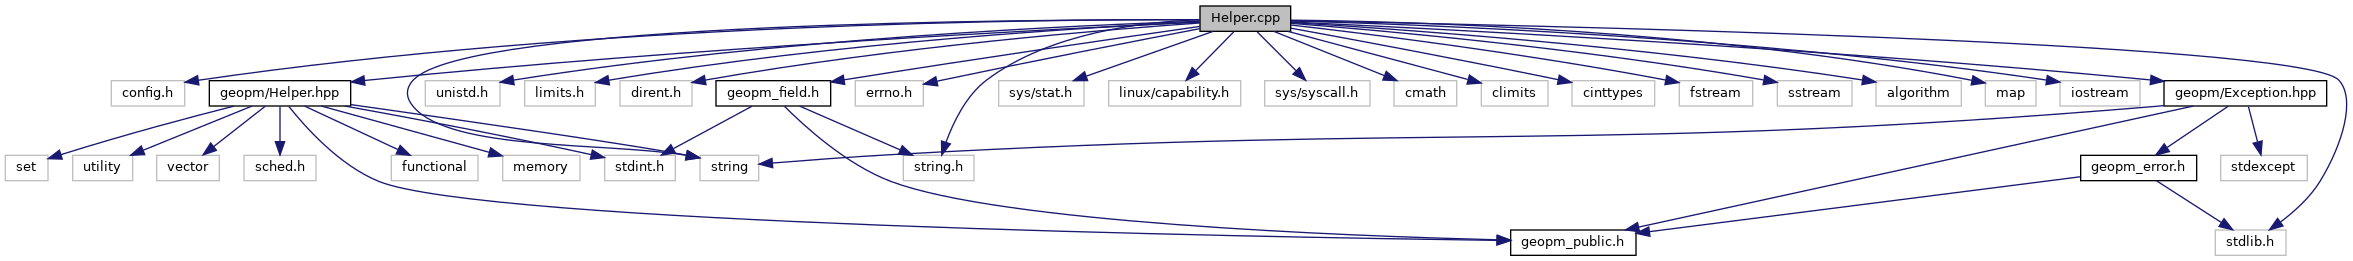 Helper.cpp
config.h
geopm/Helper.hpp
unistd.h
limits.h
dirent.h
geopm_field.h
errno.h
sys/stat.h
linux/capability.h
sys/syscall.h
cmath
climits
cinttypes
fstream
sstream
algorithm
map
iostream
geopm/Exception.hpp
set
utility
vector
sched.h
functional
memory
stdint.h
string
string.h
geopm_error.h
stdexcept
geopm_public.h
stdlib.h